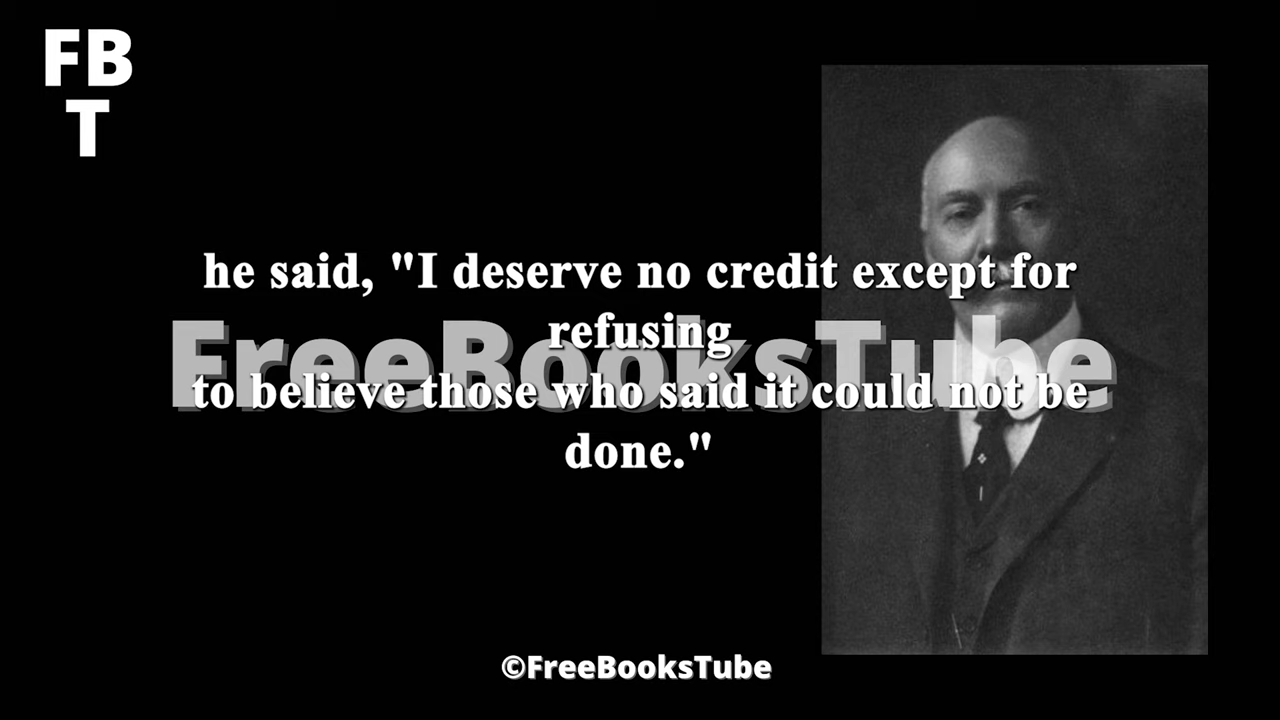 FB
T
he said, "I deserve no credit except for
refusing
FreeBooksTube
to believe those who said it could not be
done."
©FreeBooksTube